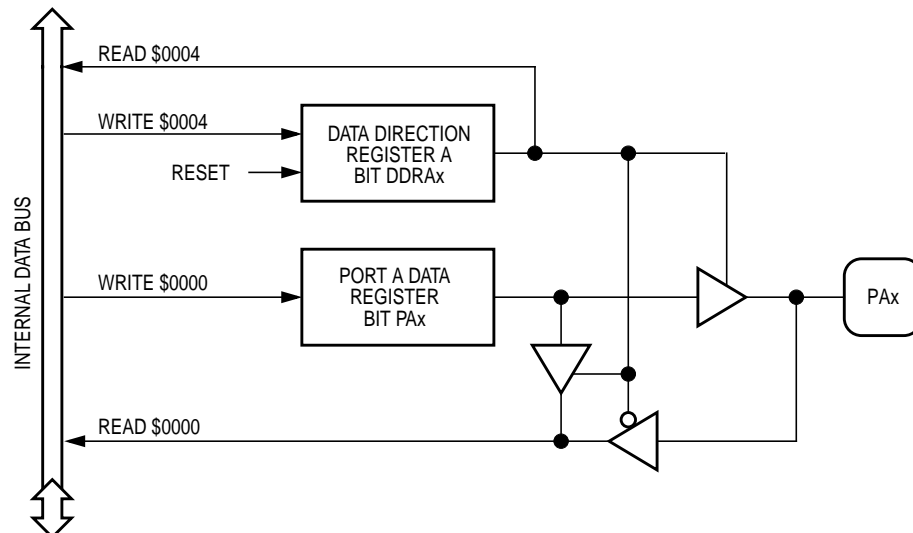 READ $0004
WRITE $0004
RESET
DATA DIRECTION
REGISTER A
BIT DDRAx
INTERNAL DATA BUS
WRITE $0000
PORT A DATA
REGISTER
BIT PAx
PAx
READ $0000